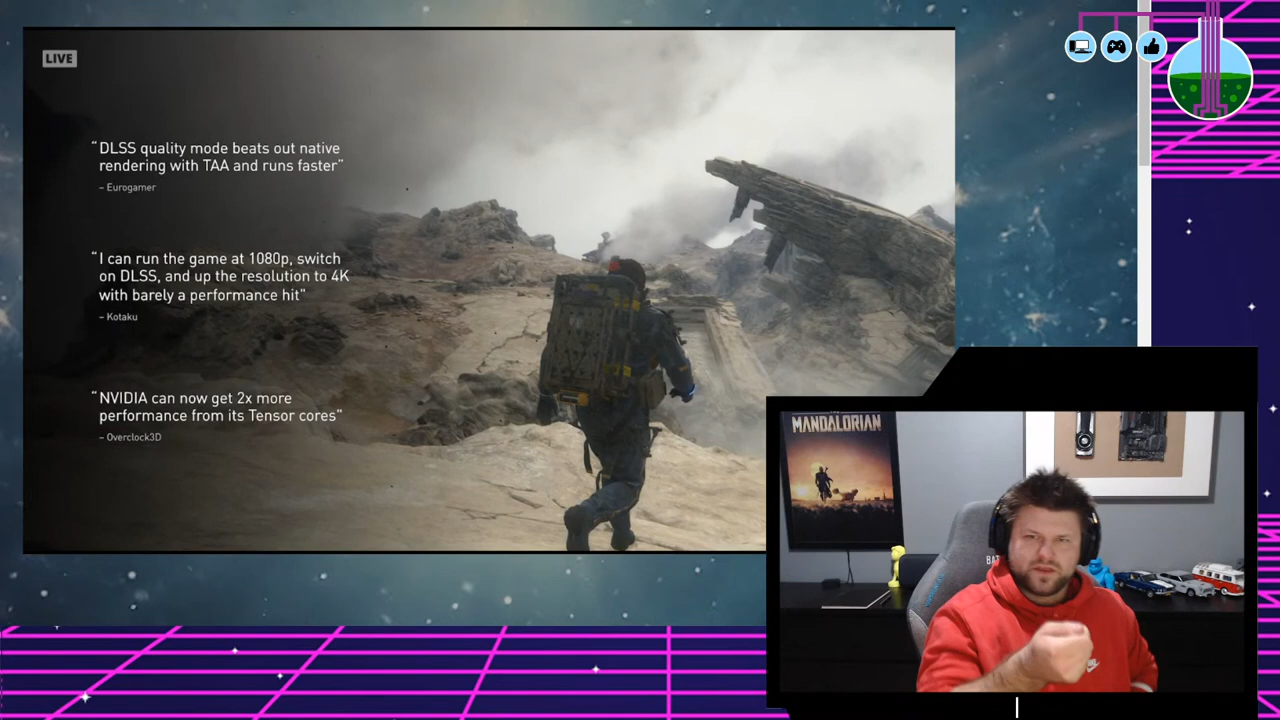 LIVE
“DLSS quality mode beats out native
rendering with TAA and runs faster”
– Eurogamer
“I can run the game at 1080p, switch
on DLSS, and up the resolution to 4K
with barely a performance hit”
– Kotaku
“NVIDIA can now get 2x more
performance from its Tensor cores”
– Overclock3D
MANDALORIAN